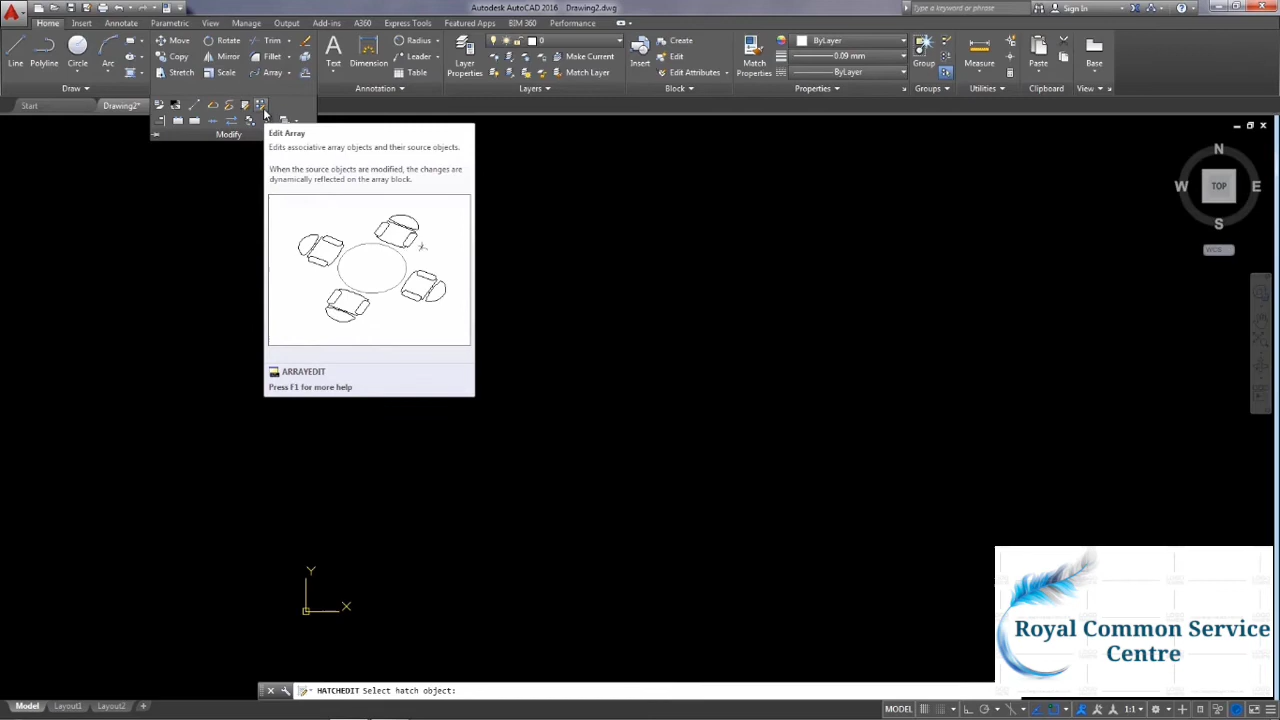 Autodesk AutoCAD 2016 Drawing2.dwg
Type a keyword or phrase
Sign In
Home Insert Annotate Parametric View Manage Output Add-ins A360 Express Tools Featured Apps BIM 360 Performance
Move Rotate Trim
Copy Mirror Fillet
Stretch Scale Array
Line Polyline Circle Arc
Text Dimension
Radius
Leader
Table
Layer
Properties
0
Make Current
Match Layer
Insert
Create
Edit
Edit Attributes
Match
Properties
ByLayer
0.09 mm
ByLayer
Group
Measure
Paste
Base
Draw Modify Annotation Layers Block Properties Groups Utilities Clipboard View
Start Drawing2*
Edit Array
Edits associative array objects and their source objects.
When the source objects are modified, the changes are
dynamically reflected on the array block.
ARRAYEDIT
Press F1 for more help
N
W TOP E
S
WCS
Y
X
Royal Common Service
Centre
HATCHEDIT Select hatch object:
Model Layout1 Layout2 +
MODEL 1:1